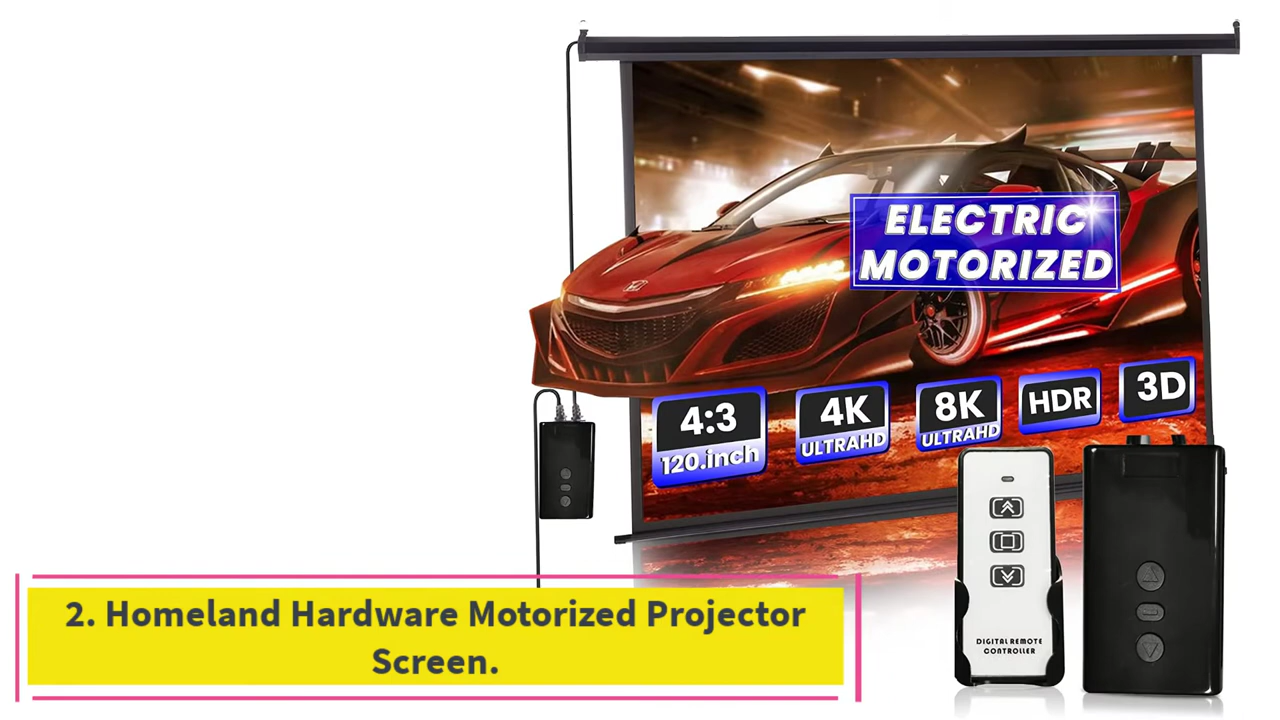 ELECTRIC
MOTORIZED
4:3
120.inch
4K
ULTRAHD
8K
ULTRAHD
HDR
3D
DIGITAL REMOTE
CONTROLLER
2. Homeland Hardware Motorized Projector
Screen.